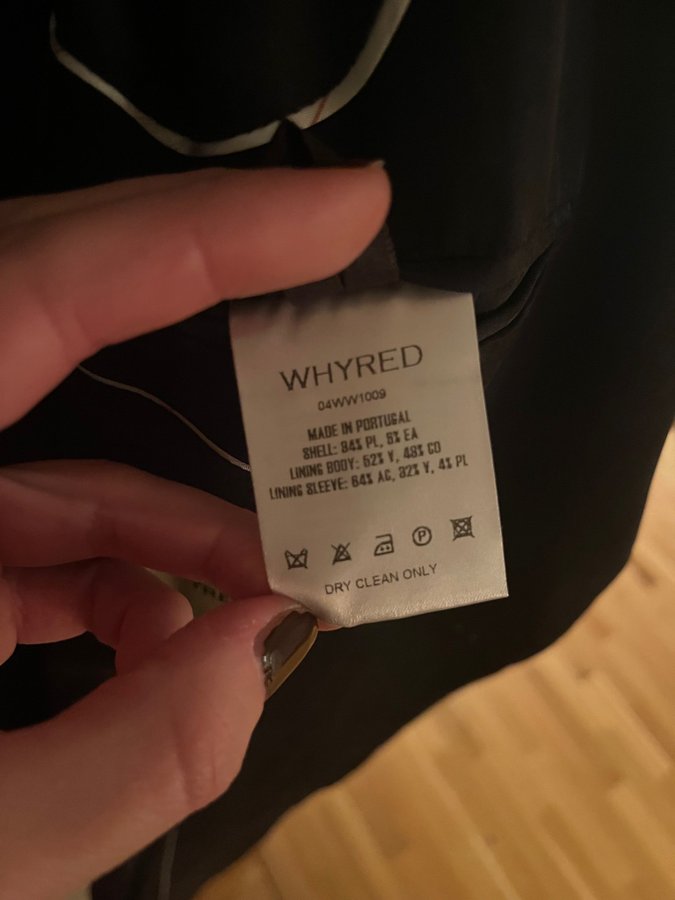 WHYRED
04WW1009
MADE IN PORTUGAL
SHELL: 94% PL, 6% EA
LINING BODY: 52% V, 48% CO
LINING SLEEVE: 64% AC, 32% V, 4% PL
P
DRY CLEAN ONLY